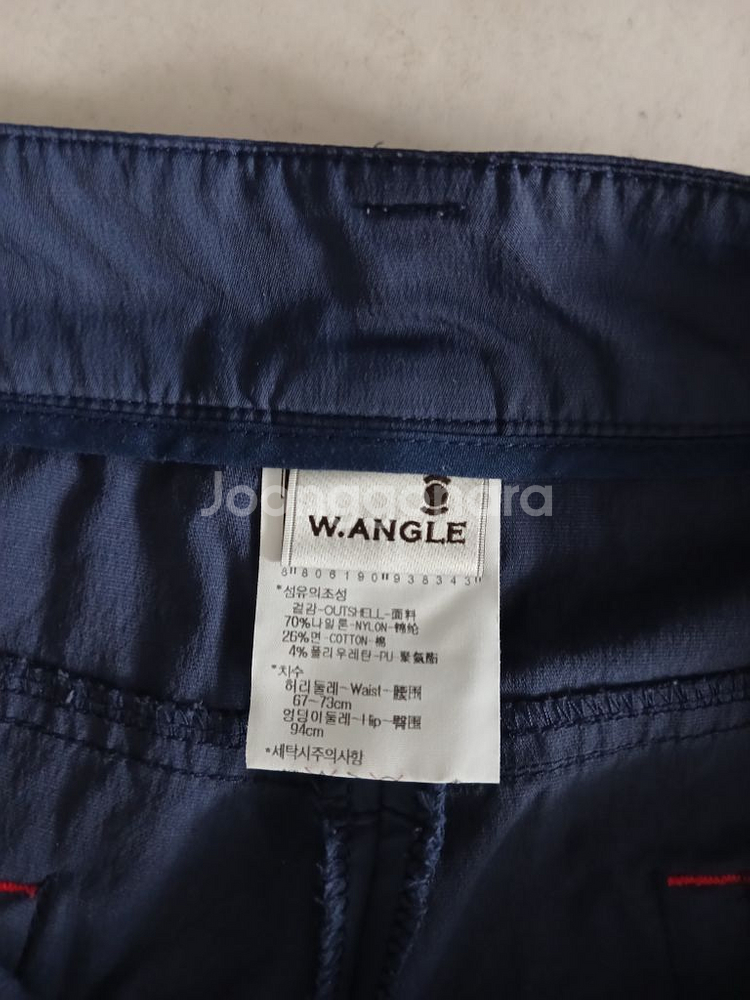 Joonggonara
W.ANGLE
8"806190"938343"
*섬유의조성
겉감-OUTSHELL-面料
70%나일론-NYLON-锦纶
26%면-COTTON-棉
4%폴리우레탄-PU 聚氨酯
*치수
허리둘레-Waist-腰围
67~73cm
엉덩이둘레-Hip-臀围
94cm
*세탁시주의사항